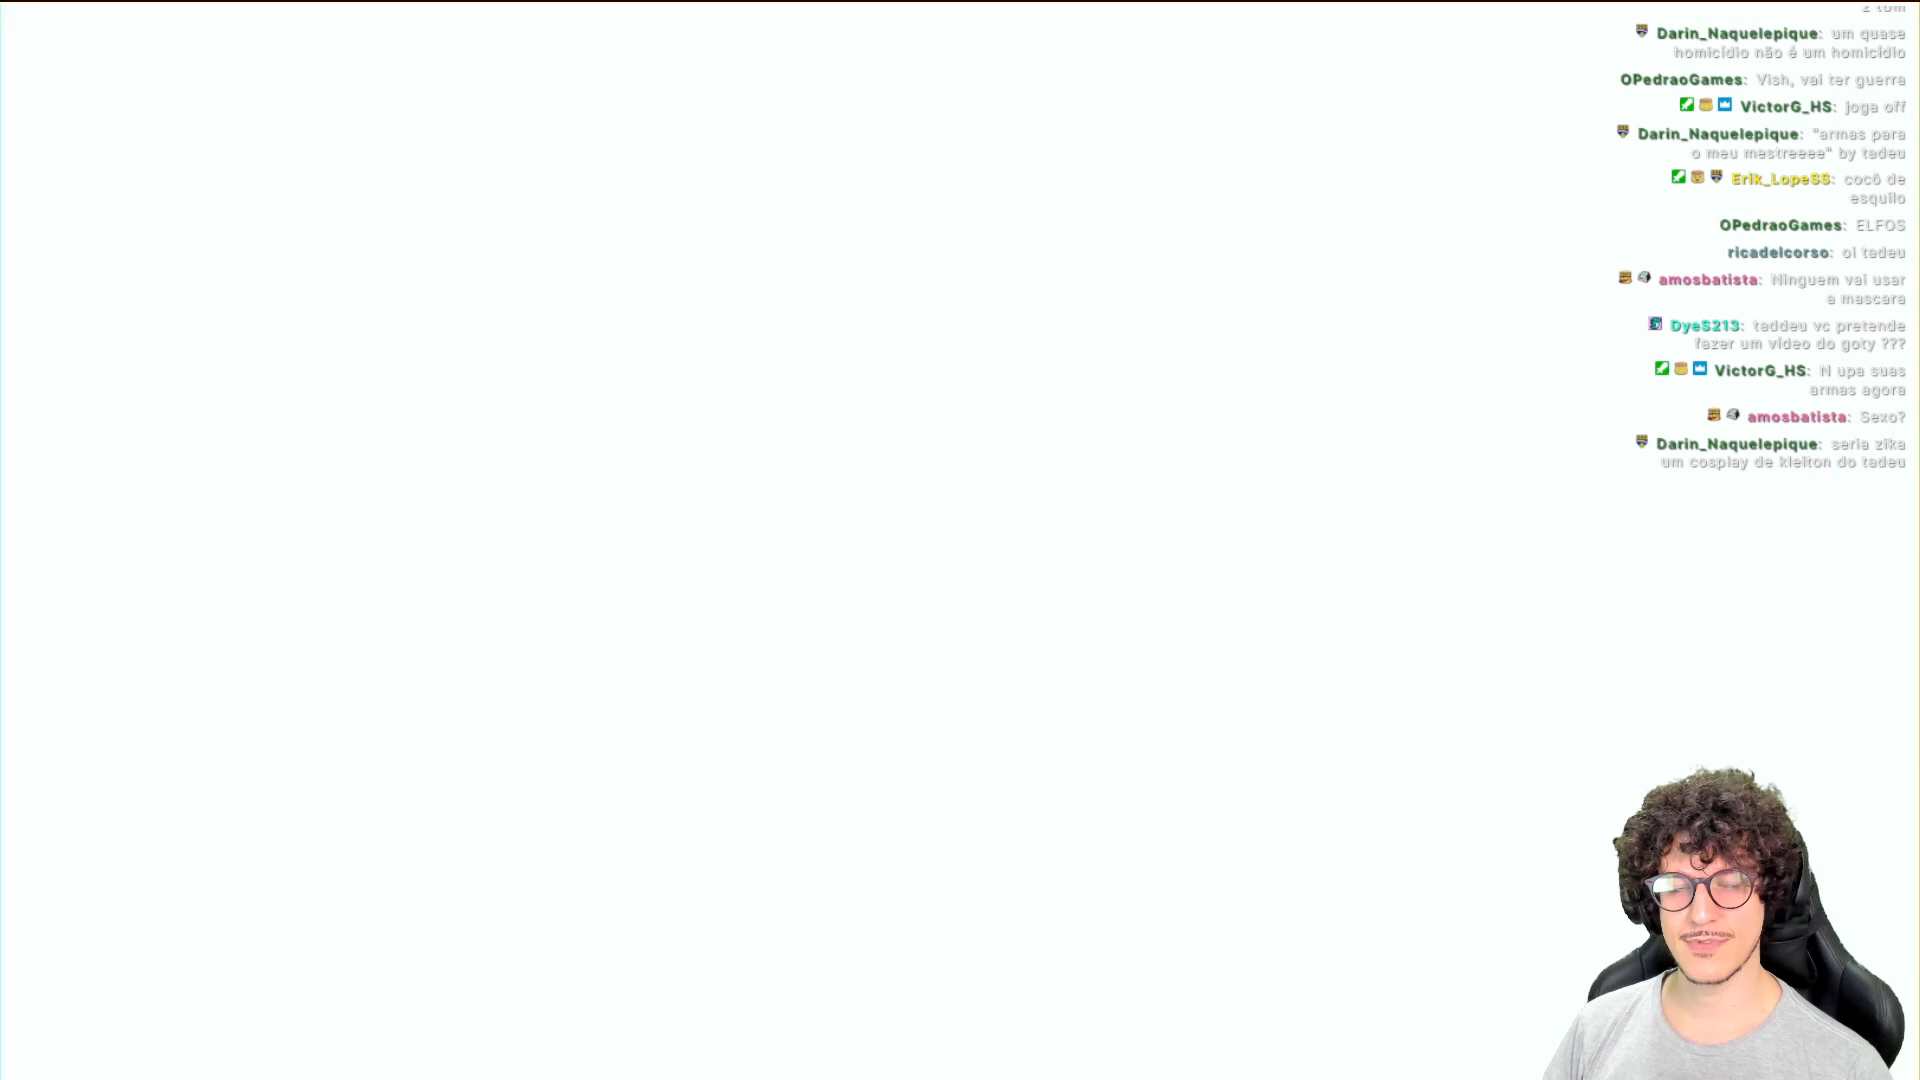 Darin_Naquelepique: um quase
homicídio não é um homicídio
OPedraoGames: Vish, vai ter guerra
VictorG_HS: joga off
Darin_Naquelepique: "armas para
o meu mestreeee" by tadeu
Erik_LopeSS: cocô de
esquilo
OPedraoGames: ELFOS
ricadelcorso: oi tadeu
amosbatista: Ninguem vai usar
a mascara
DyeS213: taddeu vc pretende
fazer um vídeo do goty ???
VictorG_HS: N upa suas
armas agora
amosbatista: Sexo?
Darin_Naquelepique: seria zika
um cosplay de kleiton do tadeu